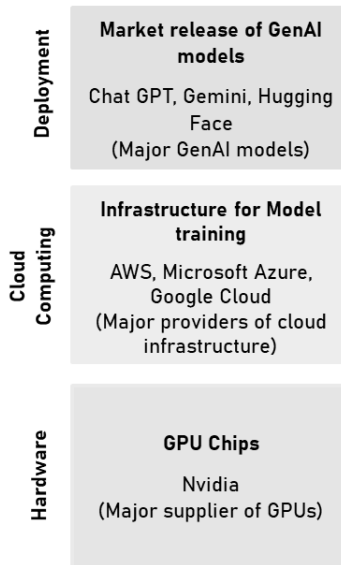 Deployment
Market release of GenAI
models
Chat GPT, Gemini, Hugging
Face
(Major GenAI models)
Cloud
Computing
Infrastructure for Model
training
AWS, Microsoft Azure,
Google Cloud
(Major providers of cloud
infrastructure)
Hardware
GPU Chips
Nvidia
(Major supplier of GPUs)